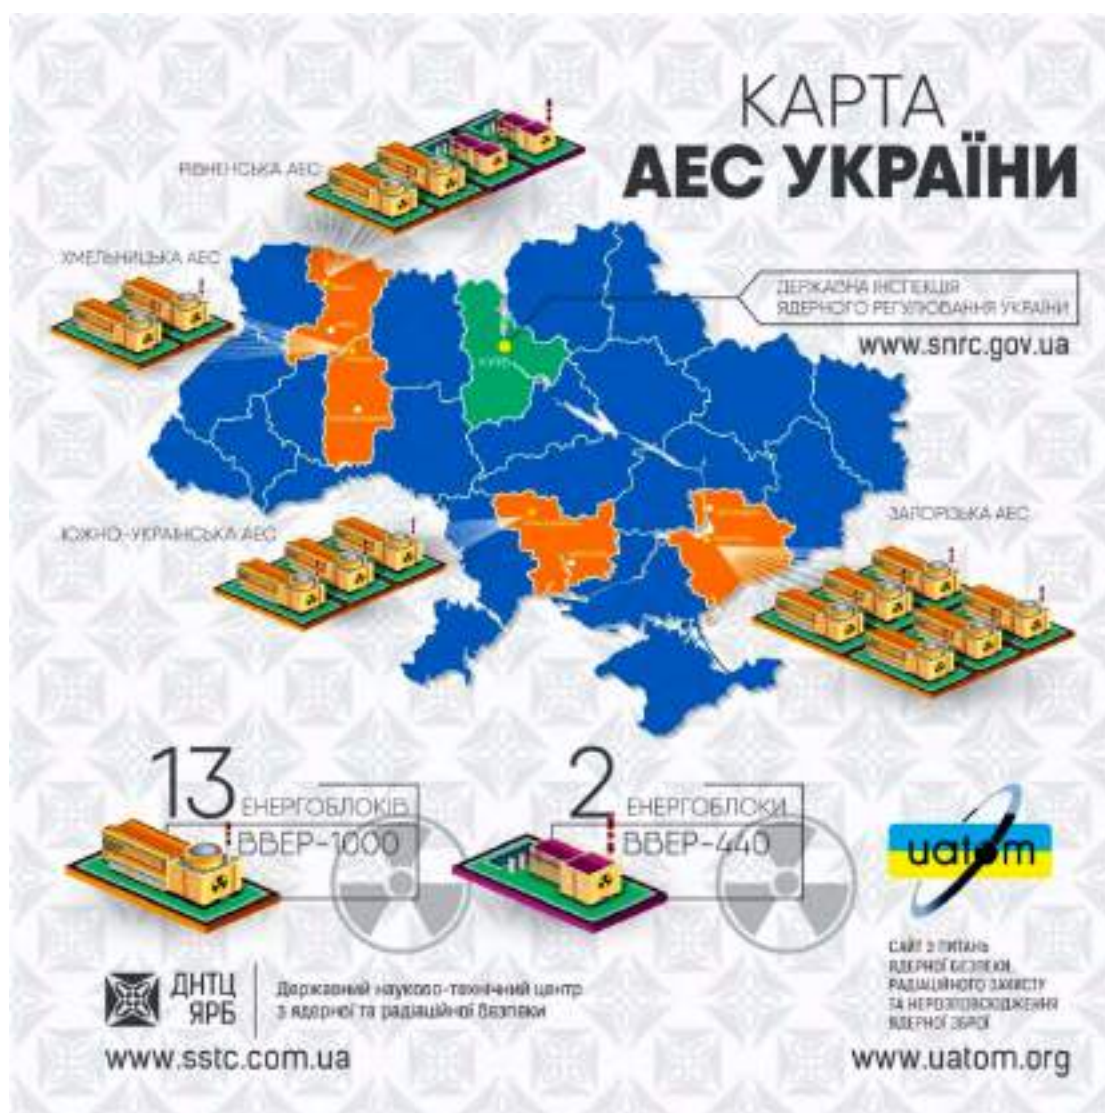 КАРТА
АЕС УКРАЇНИ
РІВНЕНСЬКА АЕС
ХМЕЛЬНИЦЬКА АЕС
ДЕРЖАВНА ІНСПЕКЦІЯ
ЯДЕРНОГО РЕГУЛЮВАННЯ УКРАЇНИ
www.snrc.gov.ua
КИЇВ
ЮЖНО-УКРАЇНСЬКА АЕС
ЗАПОРІЗЬКА АЕС
13
ЕНЕРГОБЛОКІВ
ВВЕР-1000
2
ЕНЕРГОБЛОКИ
ВВЕР-440
uatom
САЙТ З ПИТАНЬ
ЯДЕРНОЇ БЕЗПЕКИ,
РАДІАЦІЙНОГО ЗАХИСТУ
ТА НЕРОЗПОВСЮДЖЕННЯ
ЯДЕРНОЇ ЗБРОЇ
www.uatom.org
ДНТЦ
ЯРБ
Державний науково-технічний центр
з ядерної та радіаційної безпеки
www.sstc.com.ua